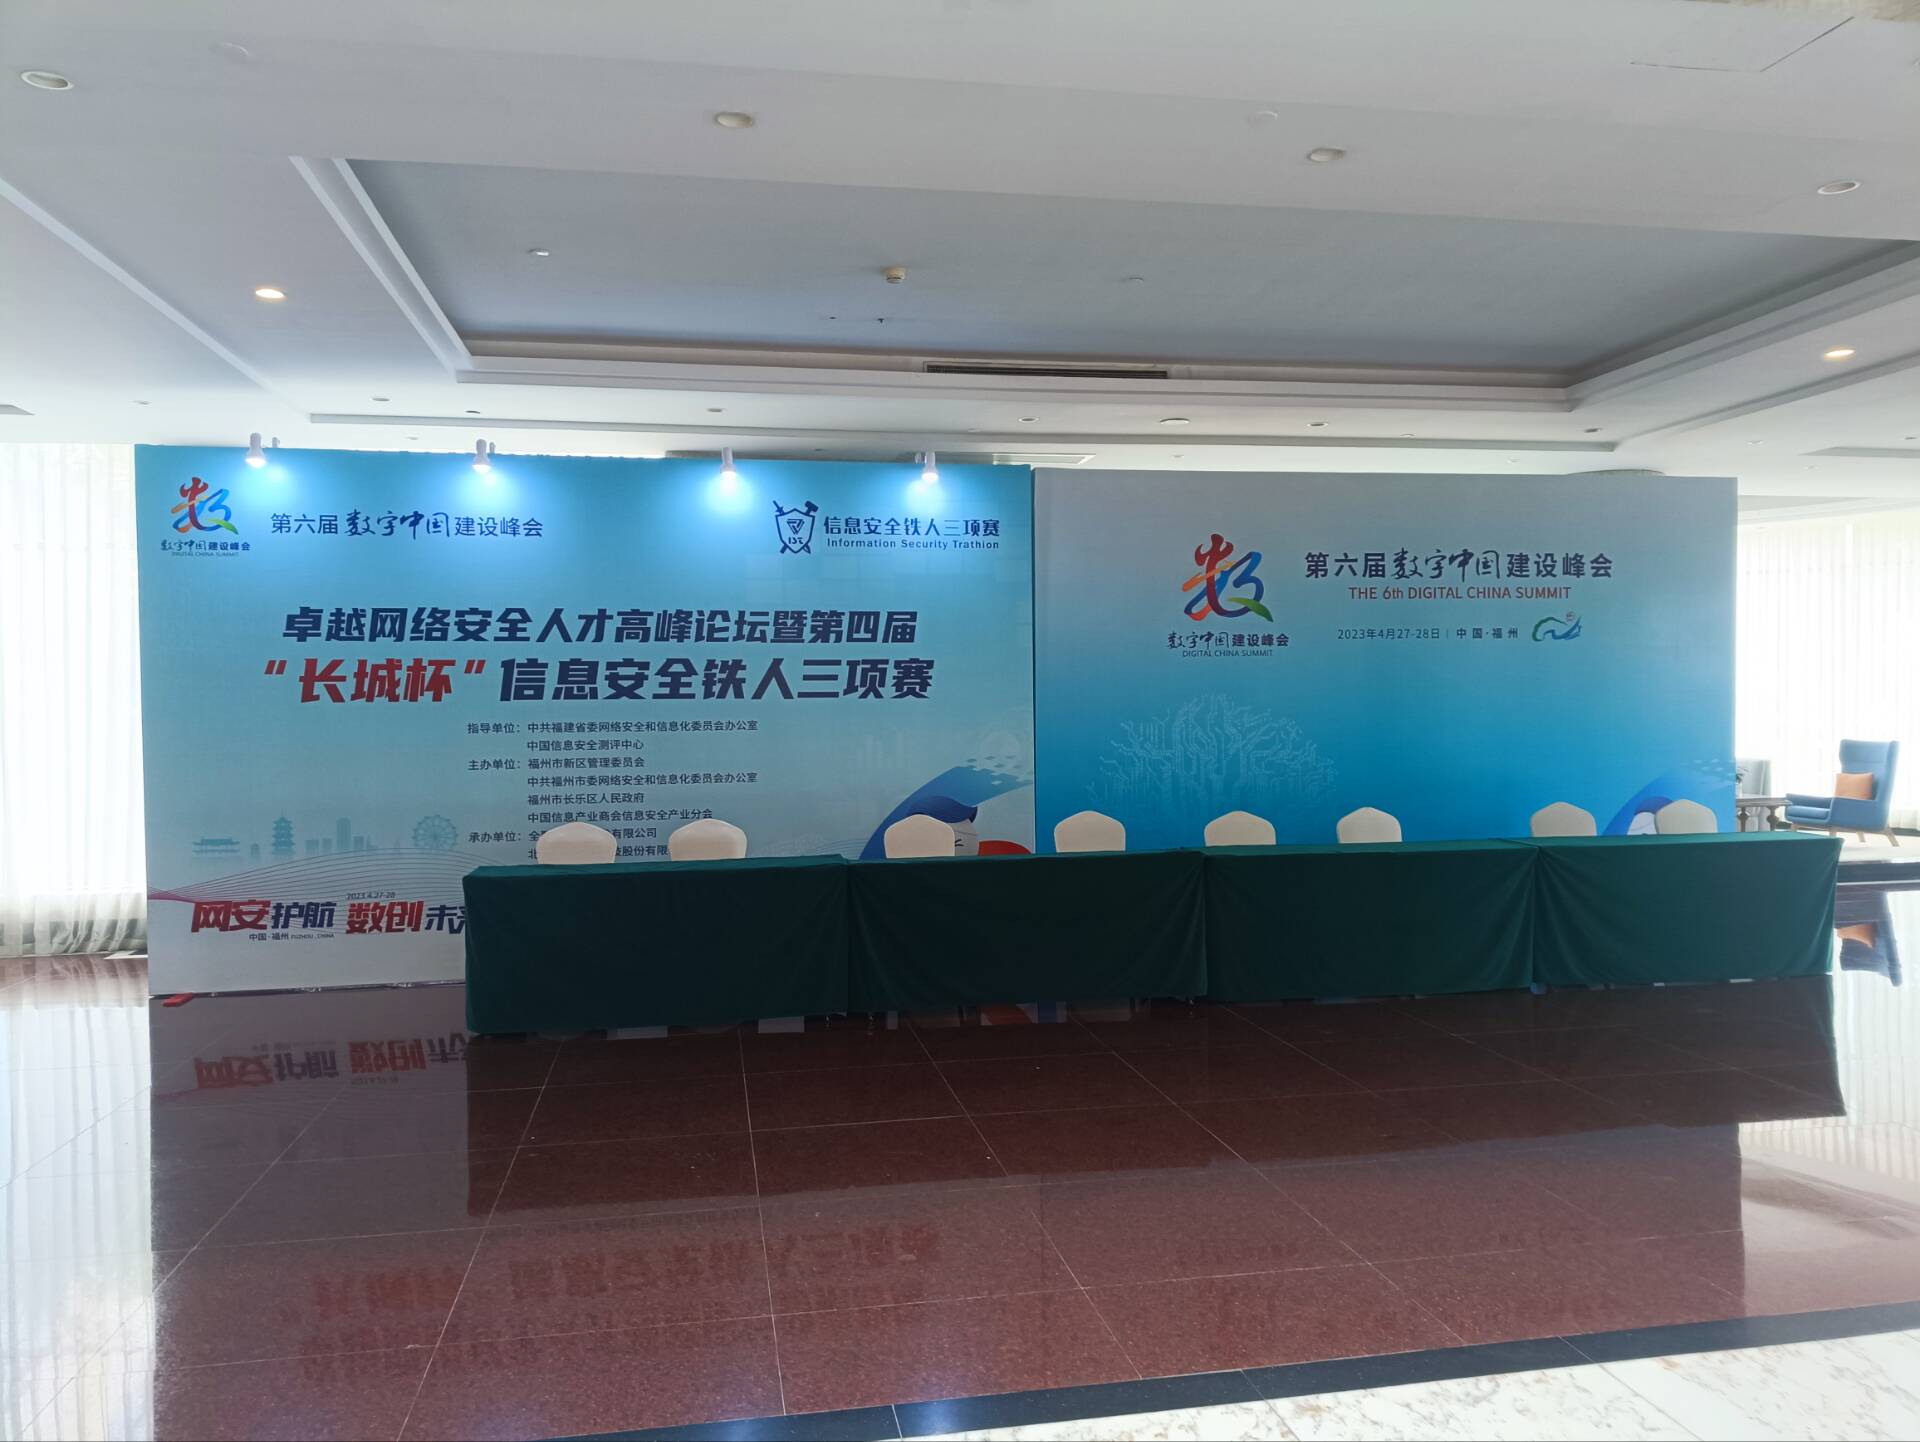 数字中国建设峰会
DIGITAL CHINA SUMMIT
第六届数字中国建设峰会
IST
信息安全铁人三项赛
Information Security Trathlon
卓越网络安全人才高峰论坛暨第四届
“长城杯”信息安全铁人三项赛
指导单位：中共福建省委网络安全和信息化委员会办公室
中国信息安全测评中心
主办单位：福州市新区管理委员会
中共福州市委网络安全和信息化委员会办公室
福州市长乐区人民政府
中国信息产业商会信息安全产业分会
承办单位：
有限公司
股份有限
2023.4.27-28
网安护航 数创未
中国·福州 FUZHOU, CHINA
数字中国建设峰会
DIGITAL CHINA SUMMIT
第六届数字中国建设峰会
THE 6th DIGITAL CHINA SUMMIT
2023年4月27-28日 | 中国·福州